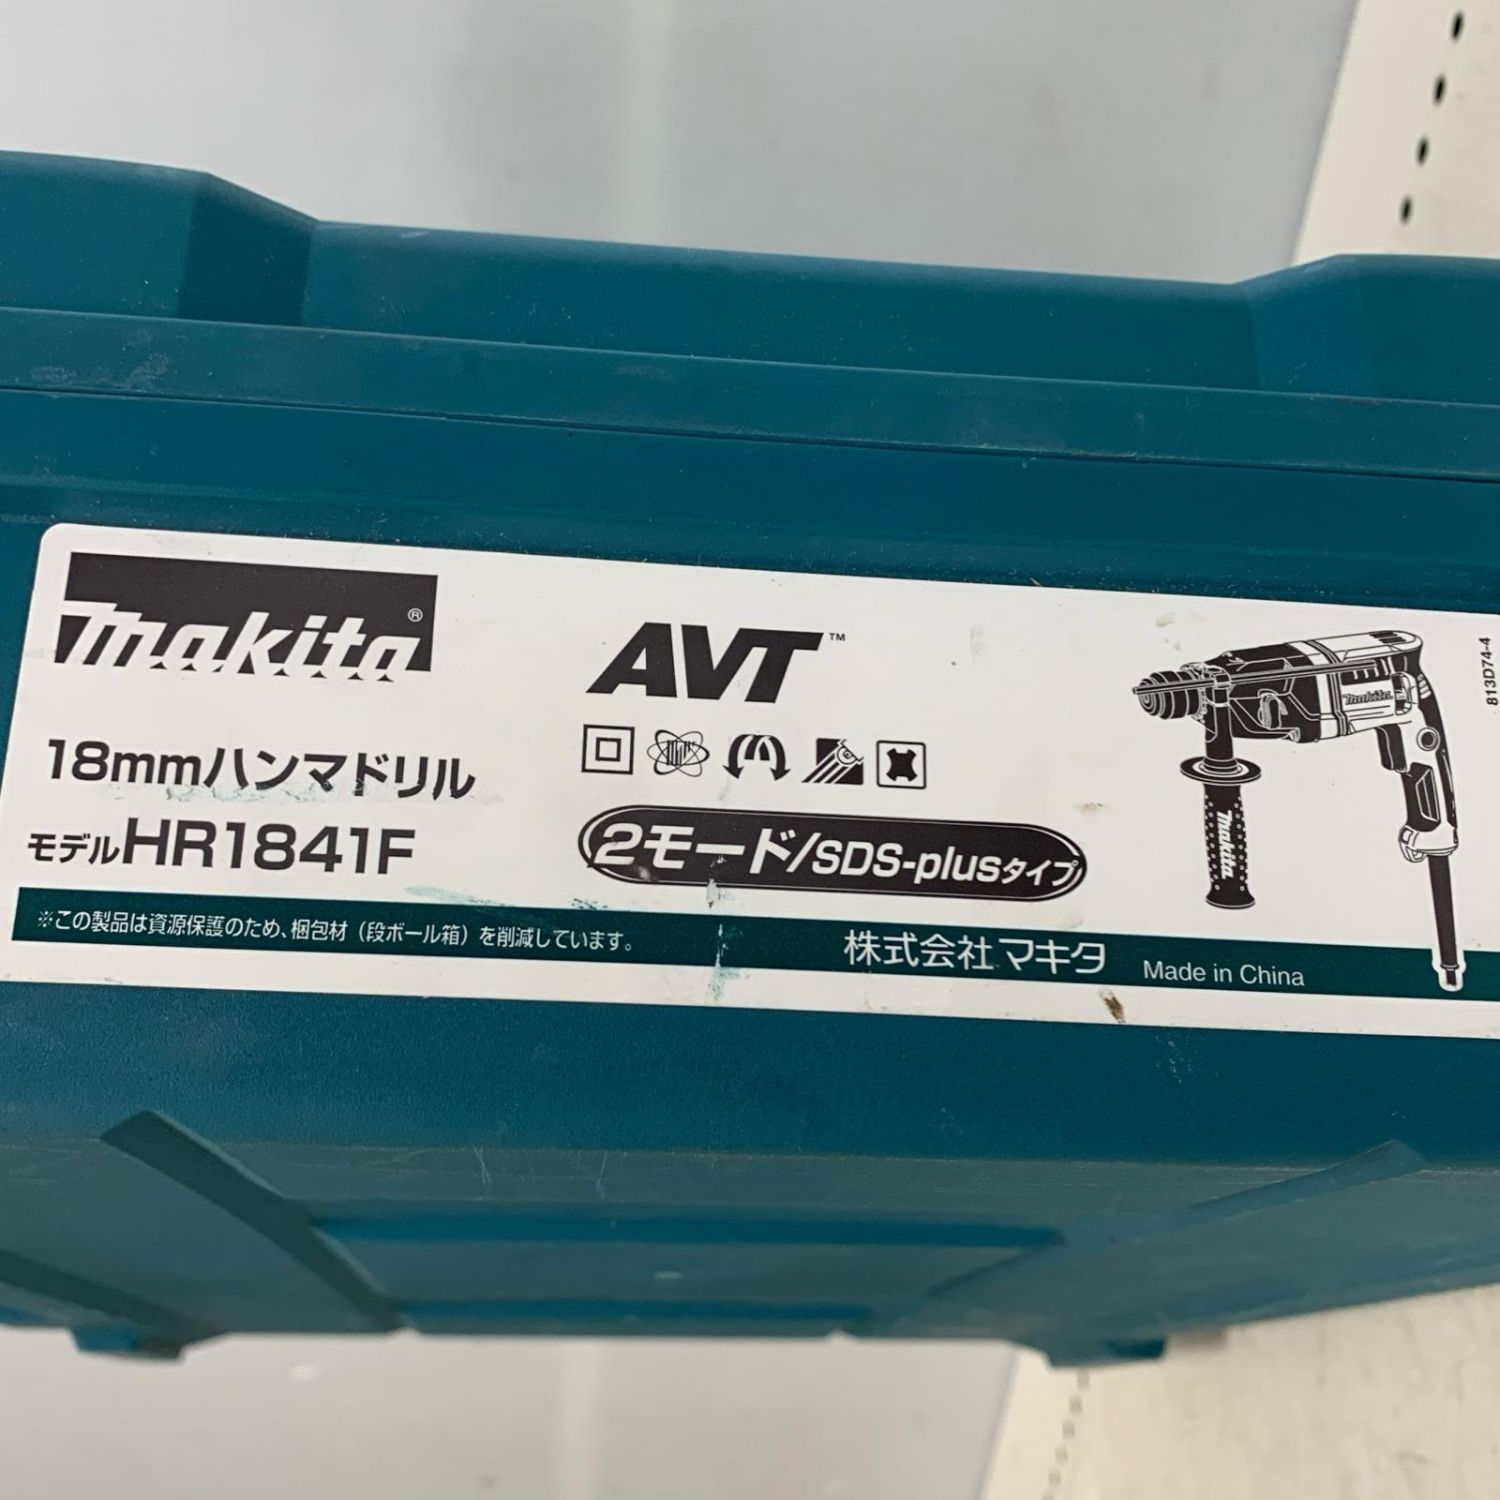 makita®
18mmハンマドリル
モデルHR1841F
AVT™
2モード/SDS-plusタイプ
makita
makita
813D74-4
※この製品は資源保護のため、梱包材（段ボール箱）を削減しています。
株式会社マキタ Made in China